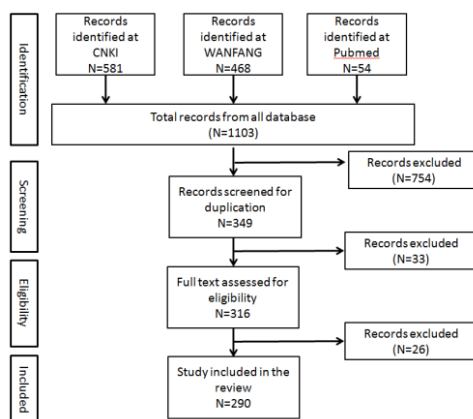 Identification
Records
identified at
CNKI
N=581
Records
identified at
WANFANG
N=468
Records
identified at
Pubmed
N=54
Total records from all database
(N=1103)
Records excluded
(N=754)
Screening
Records screened for
duplication
N=349
Records excluded
(N=33)
Eligibility
Full text assessed for
eligibility
N=316
Records excluded
(N=26)
Included
Study included in the
review
N=290